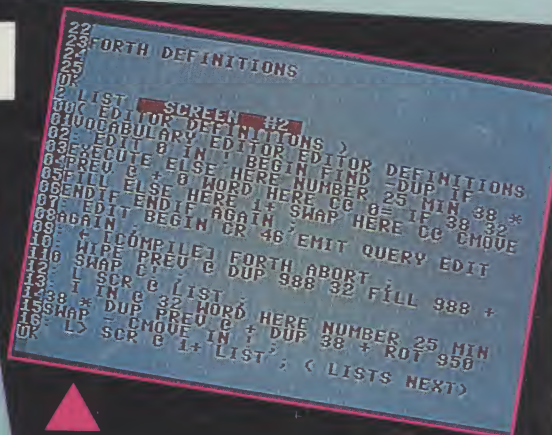 22
23FORTH DEFINITIONS
24
25
OK
2 LIST SCREEN #2
00( EDITOR DEFINITIONS )
01VOCABULARY EDITOR EDITOR DEFINITIONS
02: EDIT 0 IN ! BEGIN FIND -DUP IF
03EXECUTE ELSE HERE NUMBER 25 MIN 38 *
04PREV @ + 0 WORD HERE C@ 0= IF 38 32
05FILL ELSE HERE 1+ SWAP HERE C@ CMOVE
06ENDIF ENDIF AGAIN ;
07: EDIT BEGIN CR 46 EMIT QUERY EDIT
08AGAIN ;
09: [COMPILE] FORTH ABORT ;
10: WIPE PREV @ DUP 988 32 FILL 988 +
110 SWAP C! ;
12: L SCR @ LIST ;
13: I IN @ 32 WORD HERE NUMBER 25 MIN
1438 * DUP PREV @ + DUP 38 + ROT 950
15SWAP - CMOVE IN ! ;
16: L> SCR @ 1+ LIST ; ( LISTS NEXT)
OK